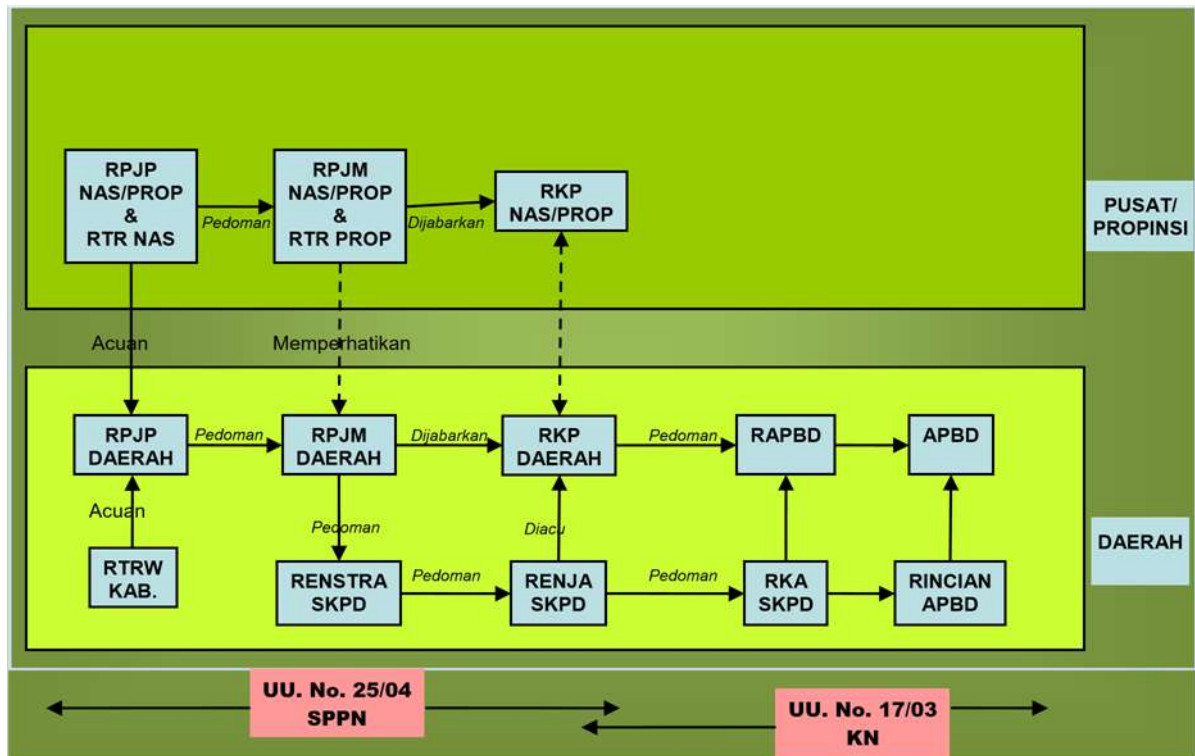 RPJP
NAS/PROP
&
RTR NAS
Pedoman
RPJM
NAS/PROP
&
RTR PROP
Dijabarkan
RKP
NAS/PROP
PUSAT/
PROPINSI
Acuan
Memperhatikan
RPJP
DAERAH
Pedoman
RPJM
DAERAH
Dijabarkan
RKP
DAERAH
Pedoman
RAPBD
APBD
Acuan
Pedoman
Diacu
DAERAH
RTRW
KAB.
RENSTRA
SKPD
Pedoman
RENJA
SKPD
Pedoman
RKA
SKPD
RINCIAN
APBD
UU. No. 25/04
SPPN
UU. No. 17/03
KN